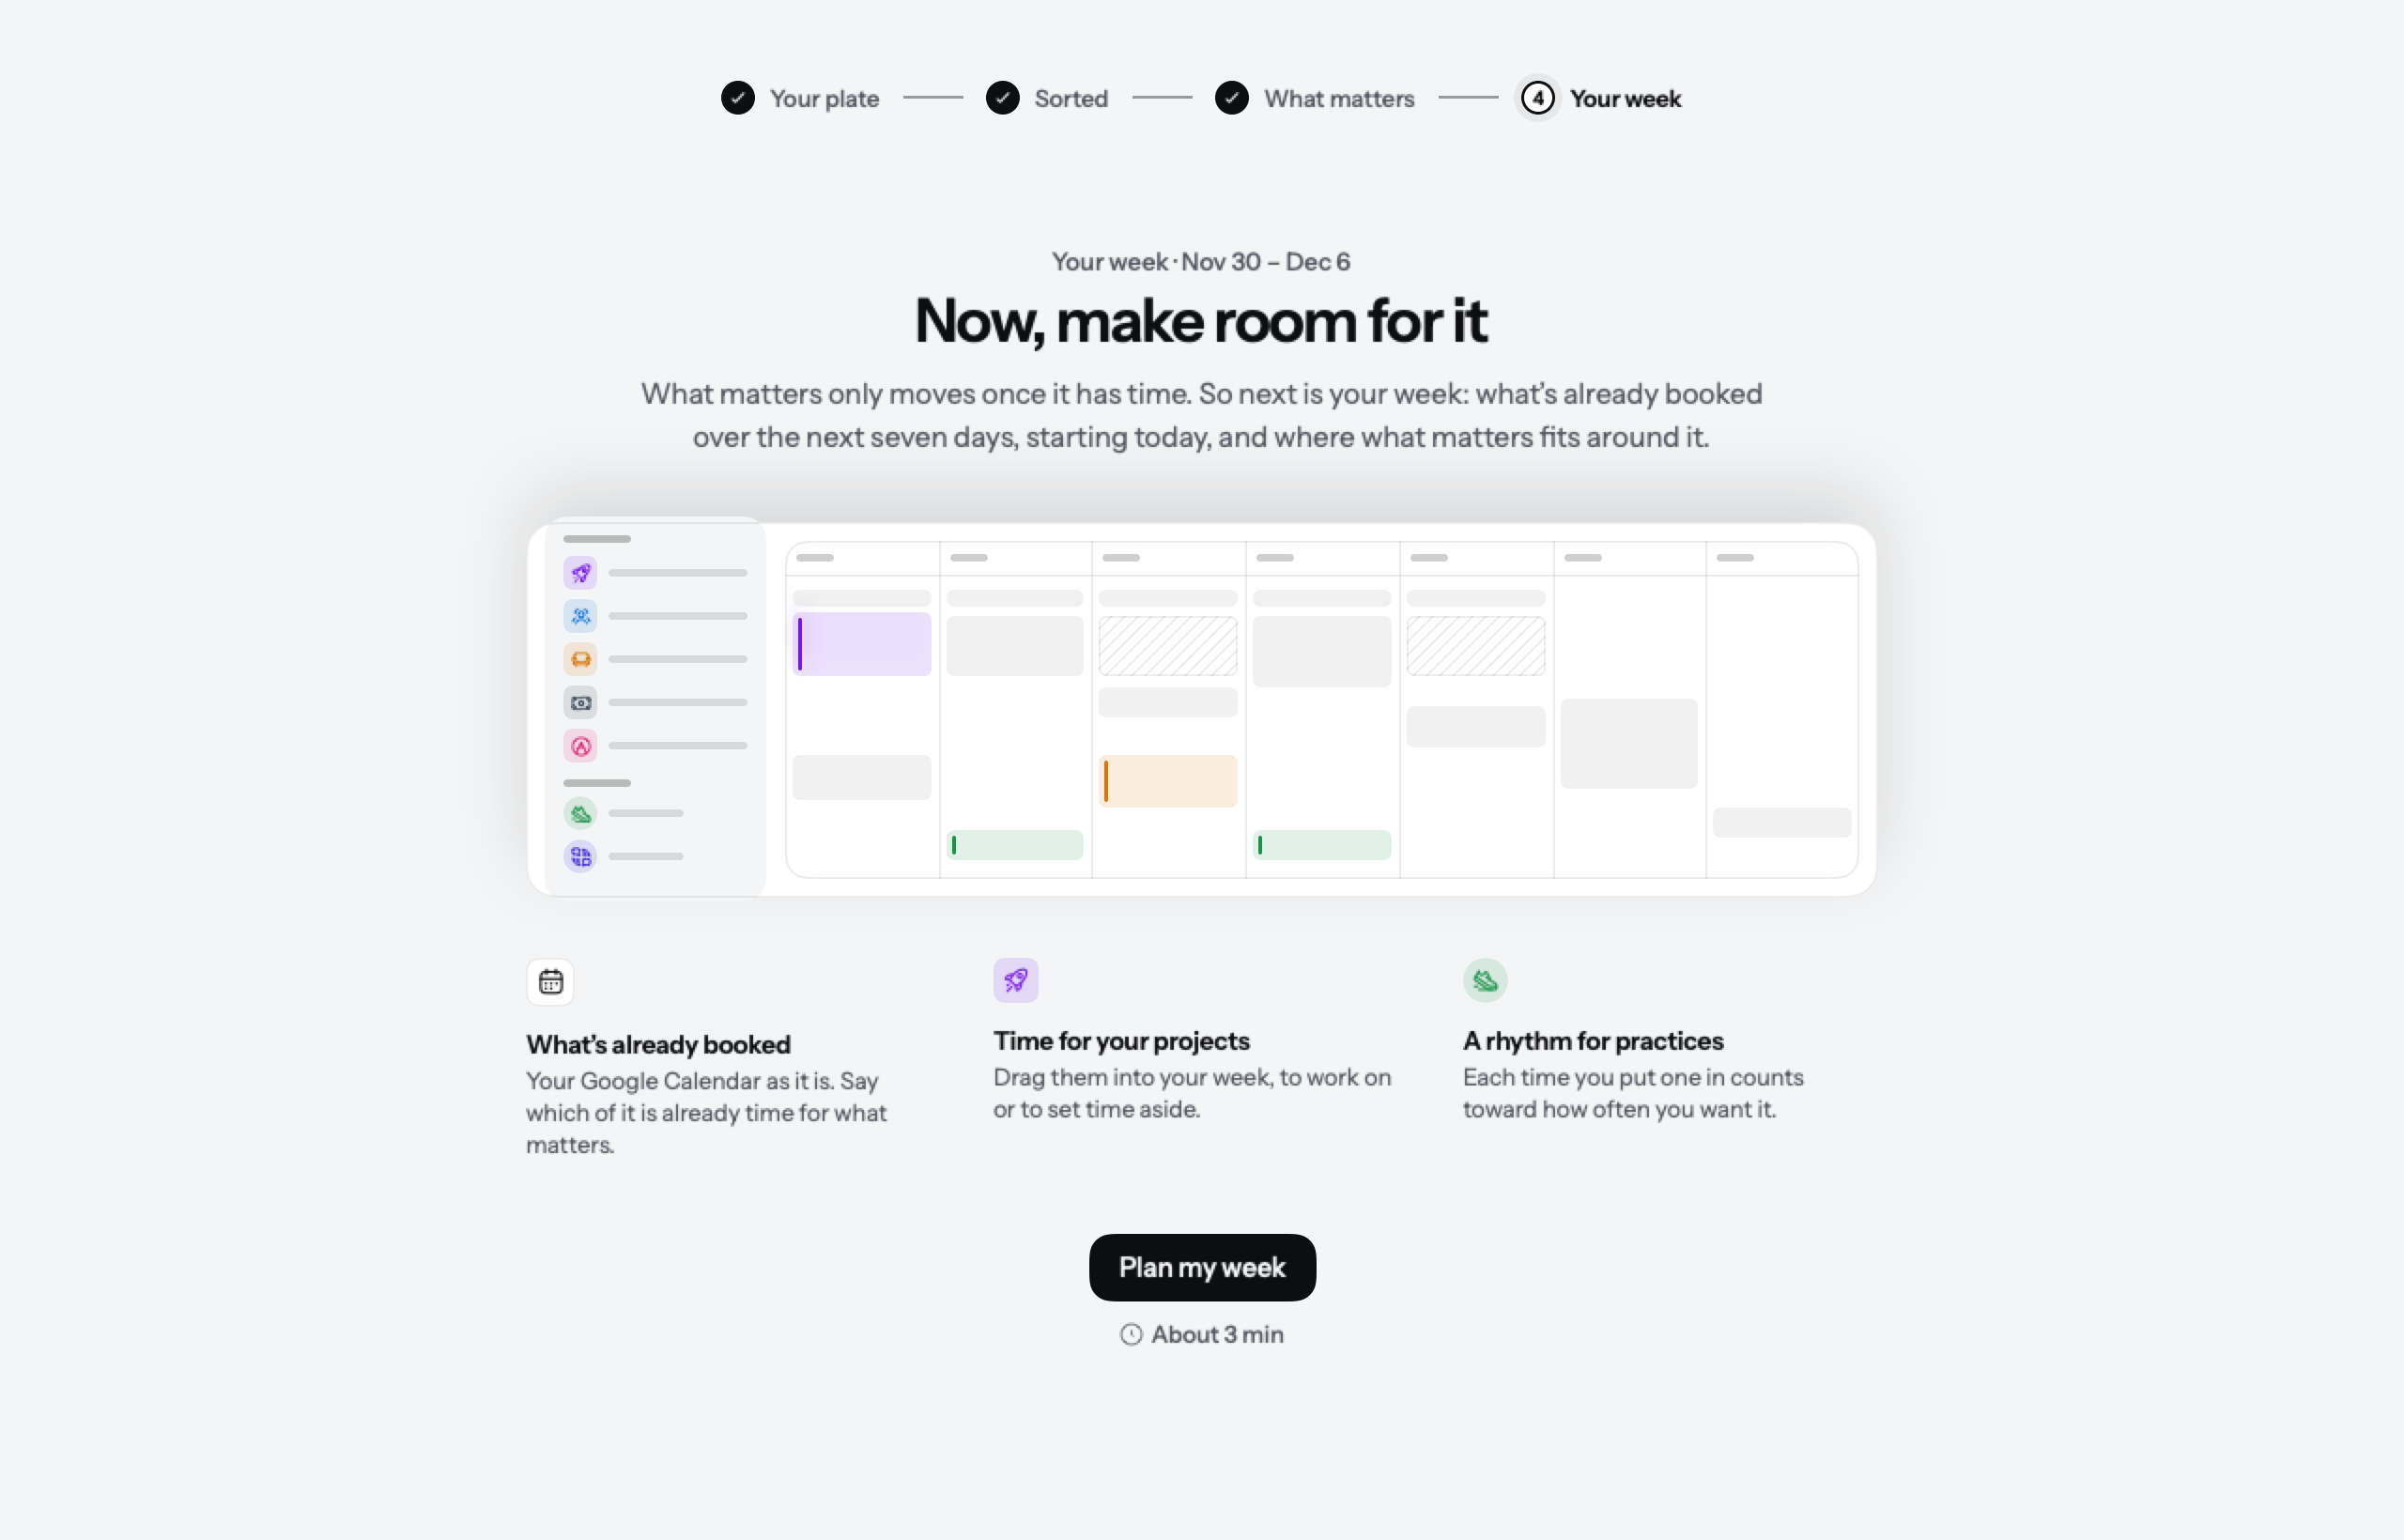 Your plate
Sorted
What matters
4 Your week
Your week · Nov 30 – Dec 6
Now, make room for it
What matters only moves once it has time. So next is your week: what’s already booked
over the next seven days, starting today, and where what matters fits around it.
What’s already booked
Your Google Calendar as it is. Say
which of it is already time for what
matters.
Time for your projects
Drag them into your week, to work on
or to set time aside.
A rhythm for practices
Each time you put one in counts
toward how often you want it.
Plan my week
About 3 min